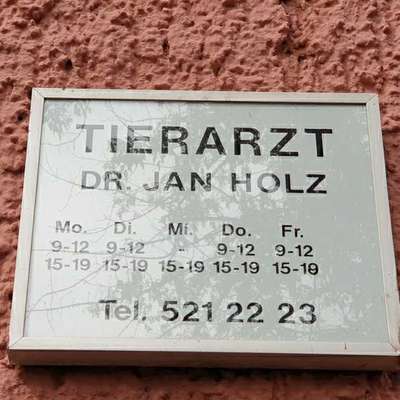 TIERARZT
DR. JAN HOLZ
Mo. Di. Mi. Do. Fr.
9-12 9-12 - 9-12 9-12
15-19 15-19 15-19 15-19 15-19
Tel. 521 22 23